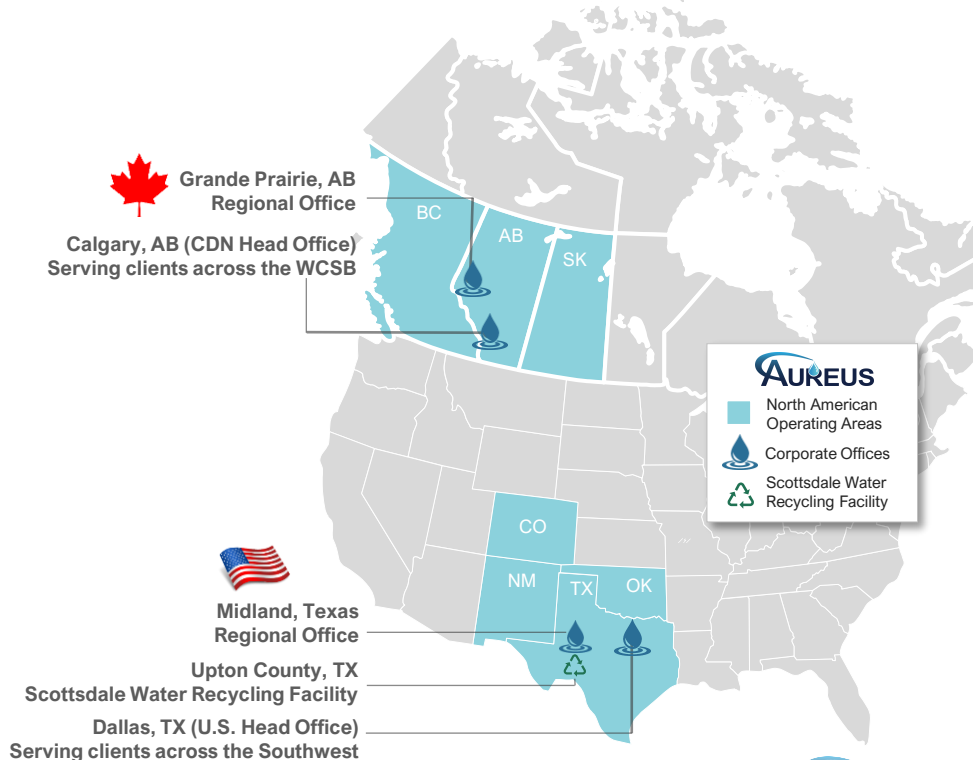 Grande Prairie, AB
Regional Office
Calgary, AB (CDN Head Office)
Serving clients across the WCSB
BC
AB
SK
AUREUS
North American
Operating Areas
Corporate Offices
Scottsdale Water
Recycling Facility
CO
NM
TX
OK
Midland, Texas
Regional Office
Upton County, TX
Scottsdale Water Recycling Facility
Dallas, TX (U.S. Head Office)
Serving clients across the Southwest